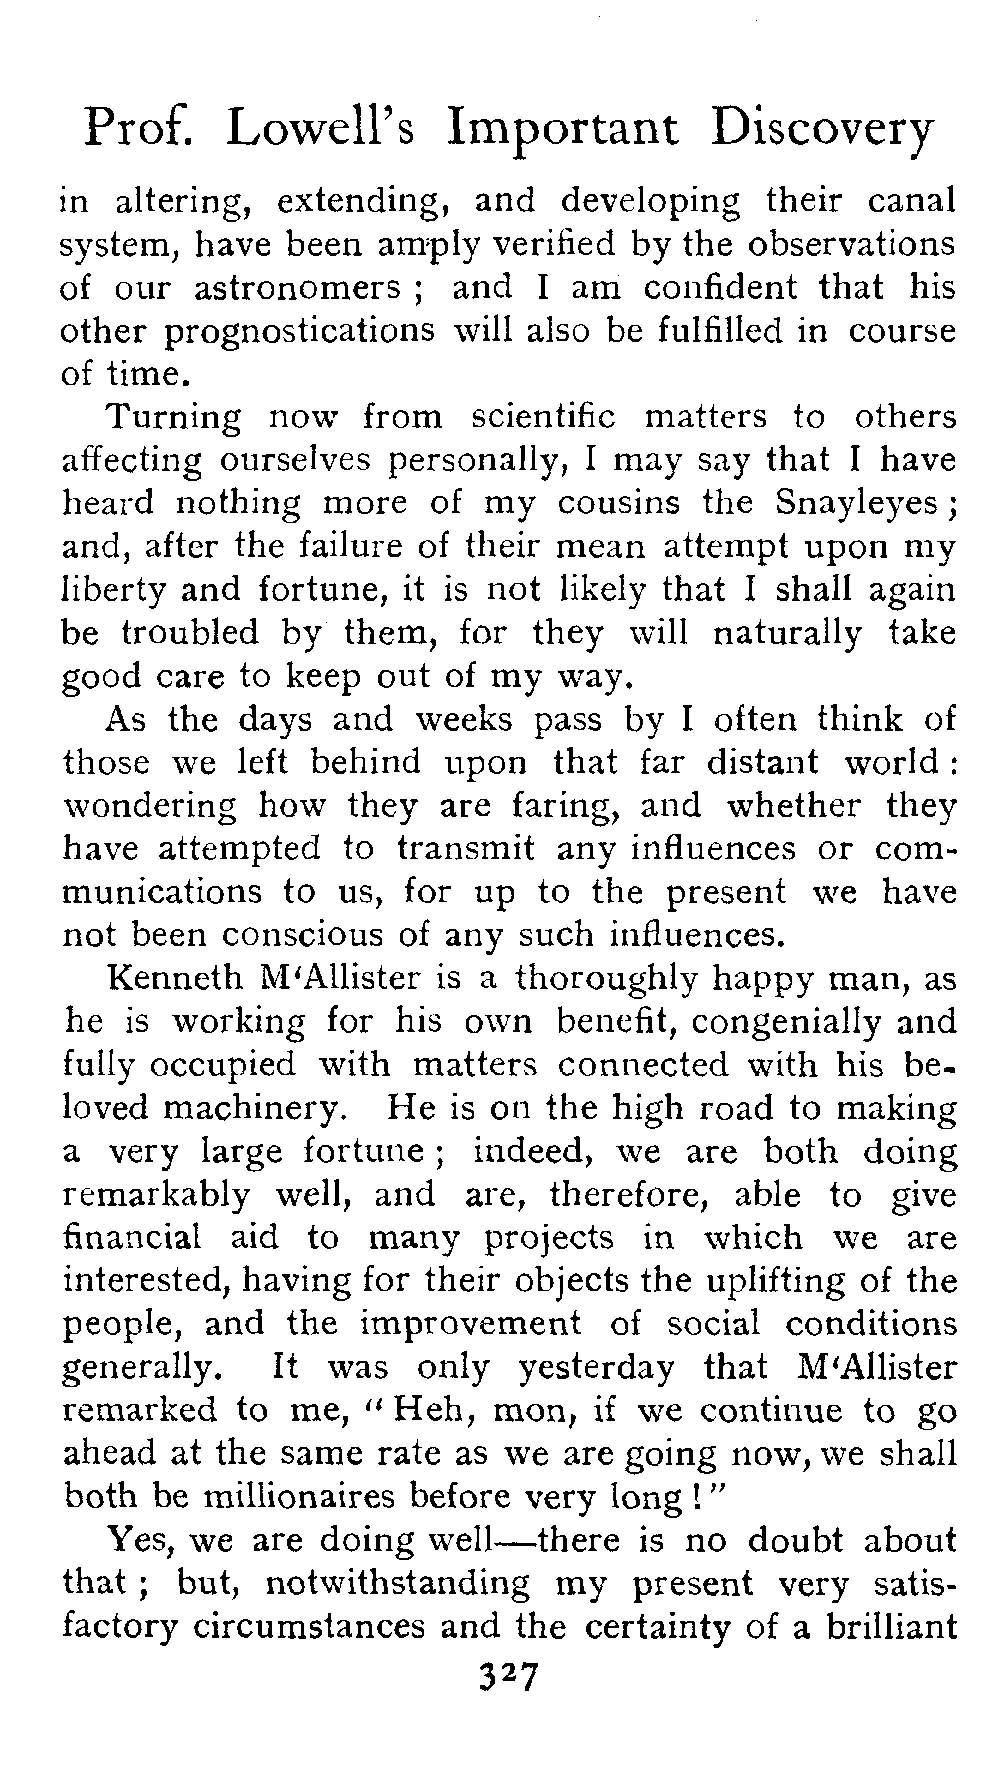 Prof. Lowell's Important Discovery
in altering, extending, and developing their canal
system, have been amply verified by the observations
of our astronomers ; and I am confident that his
other prognostications will also be fulfilled in course
of time.
Turning now from scientific matters to others
affecting ourselves personally, I may say that I have
heard nothing more of my cousins the Snayleyes ;
and, after the failure of their mean attempt upon my
liberty and fortune, it is not likely that I shall again
be troubled by them, for they will naturally take
good care to keep out of my way.
As the days and weeks pass by I often think of
those we left behind upon that far distant world :
wondering how they are faring, and whether they
have attempted to transmit any influences or com-
munications to us, for up to the present we have
not been conscious of any such influences.
Kenneth M‘Allister is a thoroughly happy man, as
he is working for his own benefit, congenially and
fully occupied with matters connected with his be-
loved machinery. He is on the high road to making
a very large fortune ; indeed, we are both doing
remarkably well, and are, therefore, able to give
financial aid to many projects in which we are
interested, having for their objects the uplifting of the
people, and the improvement of social conditions
generally. It was only yesterday that M‘Allister
remarked to me, “ Heh, mon, if we continue to go
ahead at the same rate as we are going now, we shall
both be millionaires before very long ! ”
Yes, we are doing well—there is no doubt about
that ; but, notwithstanding my present very satis-
factory circumstances and the certainty of a brilliant
327